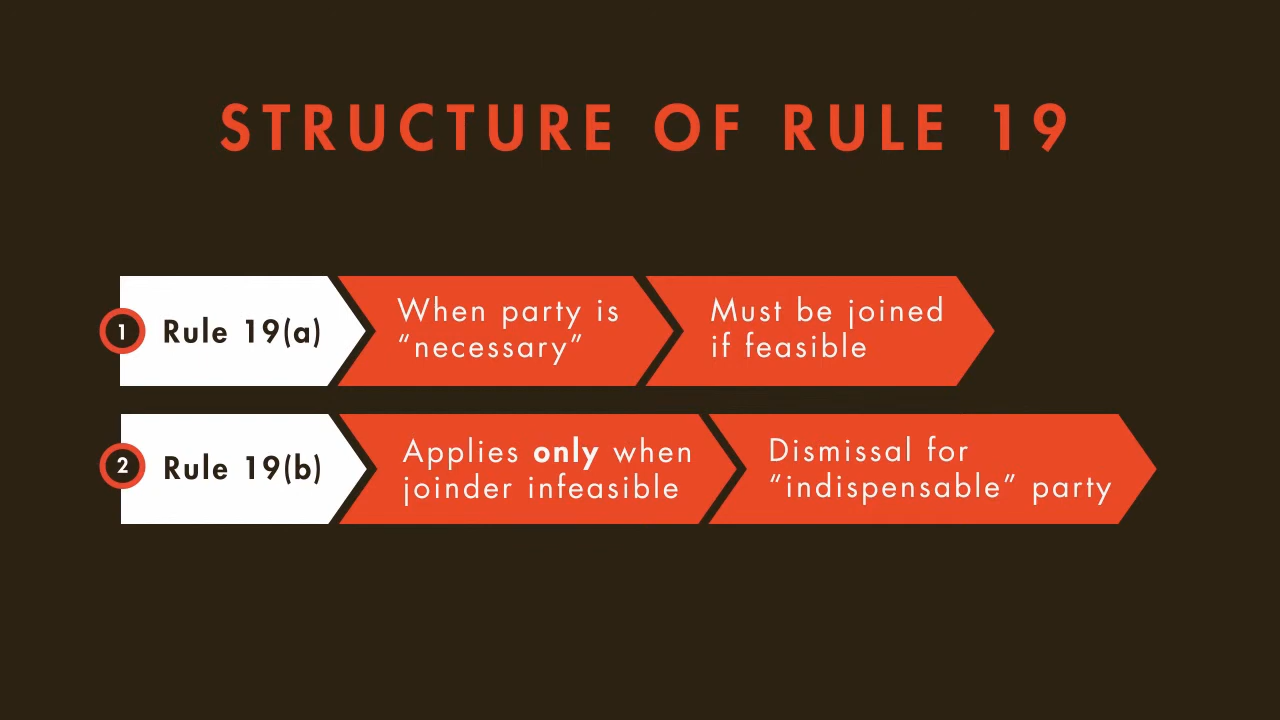 STRUCTURE OF RULE 19
1
Rule 19(a)
When party is
“necessary”
Must be joined
if feasible
2
Rule 19(b)
Applies only when
joinder infeasible
Dismissal for
“indispensable” party